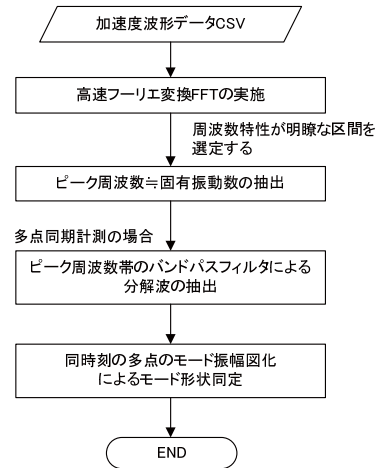 加速度波形データCSV
高速フーリエ変換FFTの実施
周波数特性が明瞭な区間を
選定する
ピーク周波数≒固有振動数の抽出
多点同期計測の場合
ピーク周波数帯のバンドパスフィルタによる
分解波の抽出
同時刻の多点のモード振幅図化
によるモード形状同定
END